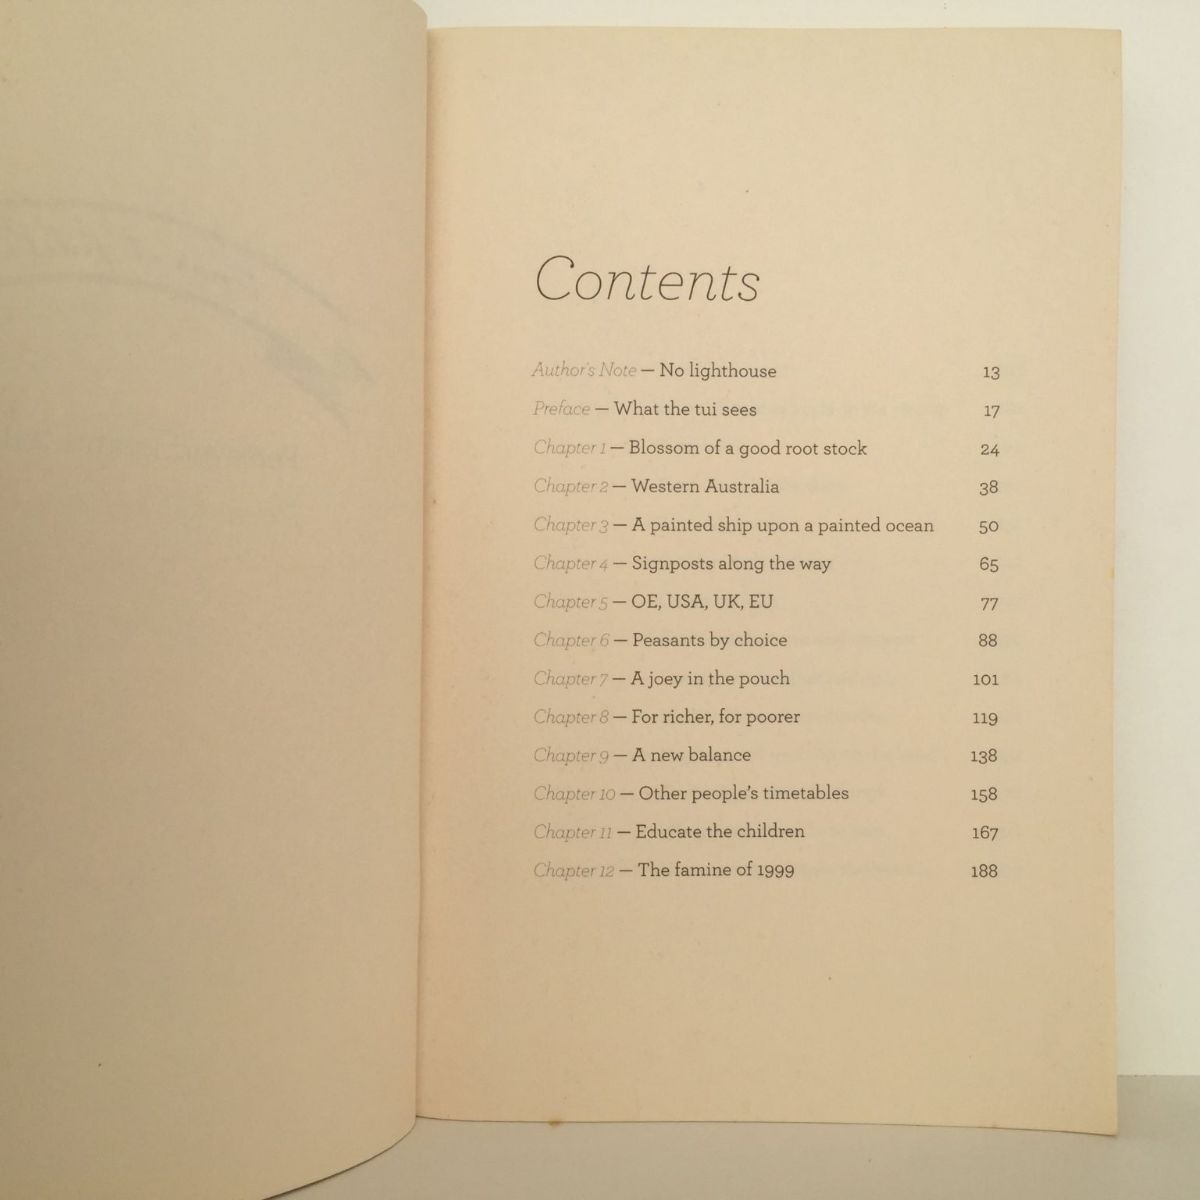 Contents
Author's Note — No lighthouse 13
Preface — What the tui sees 17
Chapter 1 — Blossom of a good root stock 24
Chapter 2 — Western Australia 38
Chapter 3 — A painted ship upon a painted ocean 50
Chapter 4 — Signposts along the way 65
Chapter 5 — OE, USA, UK, EU 77
Chapter 6 — Peasants by choice 88
Chapter 7 — A joey in the pouch 101
Chapter 8 — For richer, for poorer 119
Chapter 9 — A new balance 138
Chapter 10 — Other people's timetables 158
Chapter 11 — Educate the children 167
Chapter 12 — The famine of 1999 188